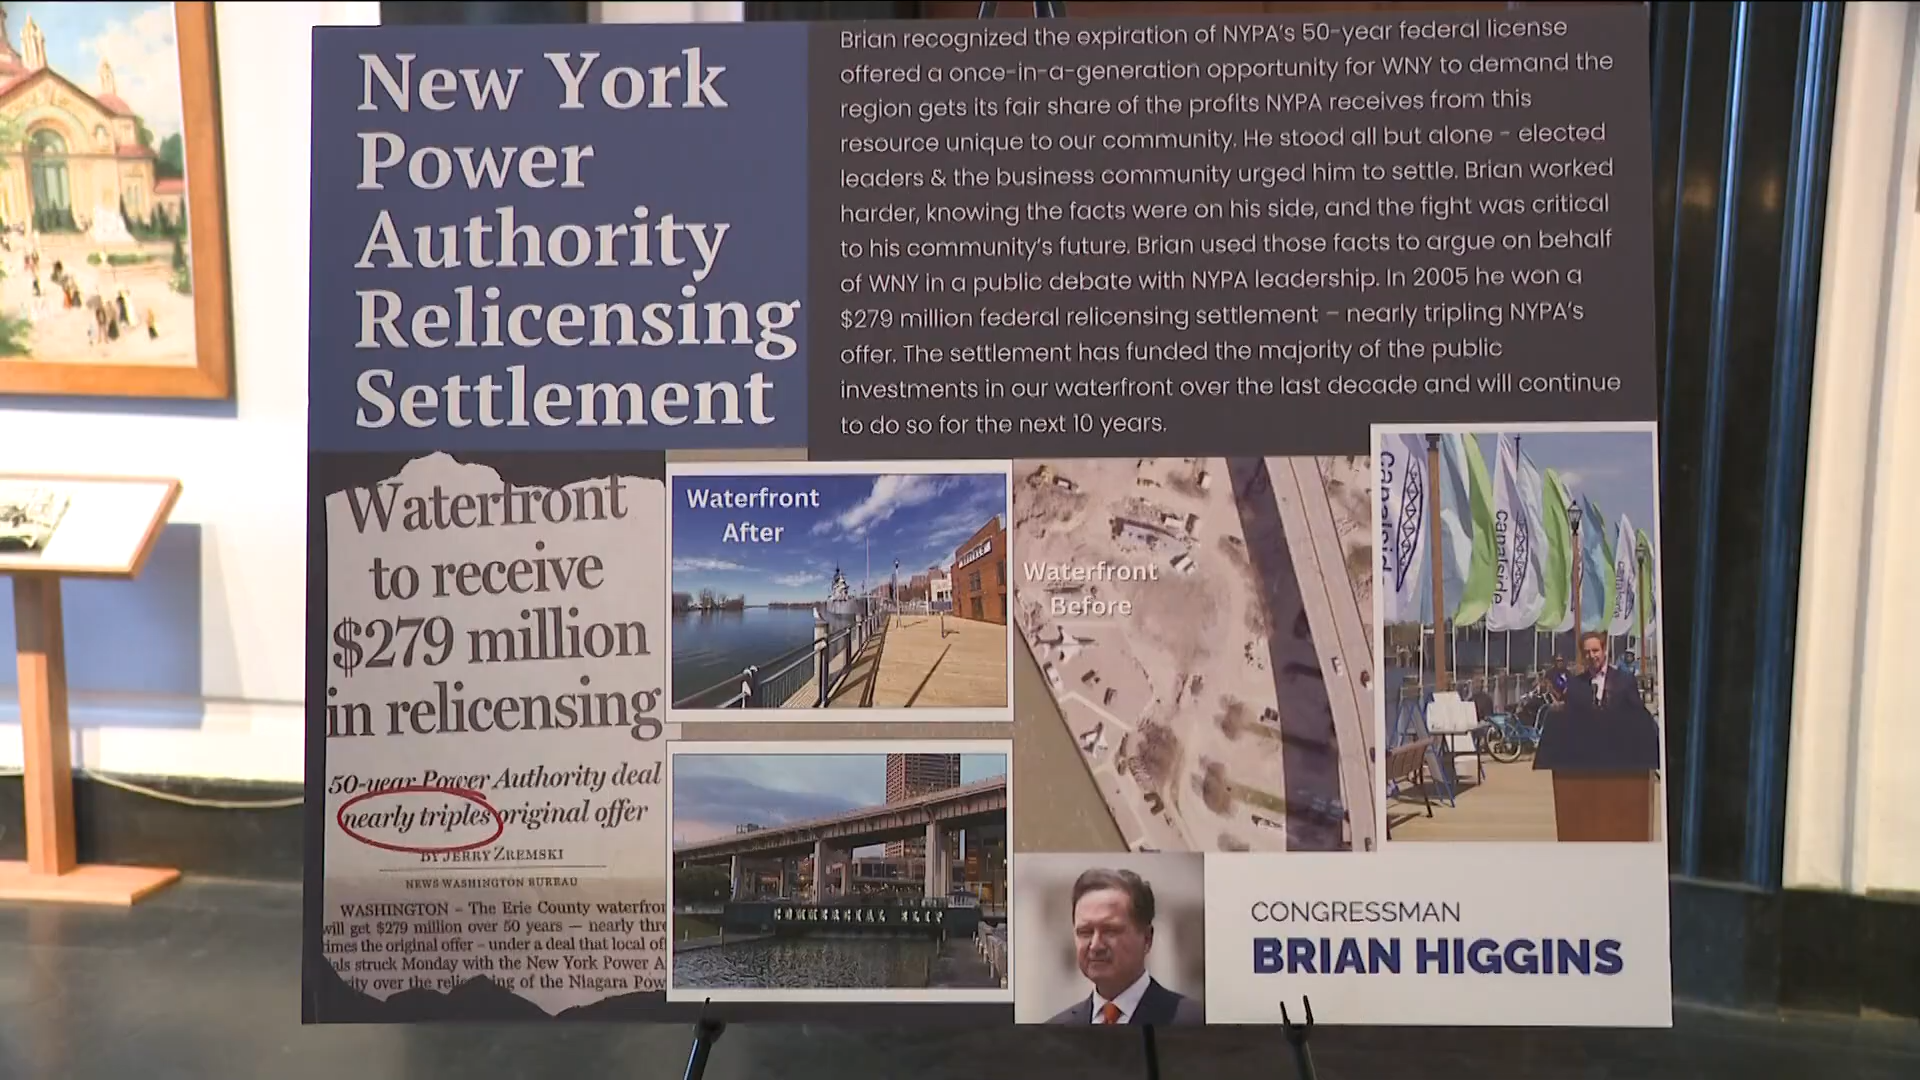 New York
Power
Authority
Relicensing
Settlement
Brian recognized the expiration of NYPA's 50-year federal license
offered a once-in-a-generation opportunity for WNY to demand the
region gets its fair share of the profits NYPA receives from this
resource unique to our community. He stood all but alone - elected
leaders & the business community urged him to settle. Brian worked
harder, knowing the facts were on his side, and the fight was critical
to his community's future. Brian used those facts to argue on behalf
of WNY in a public debate with NYPA leadership. In 2005 he won a
$279 million federal relicensing settlement – nearly tripling NYPA's
offer. The settlement has funded the majority of the public
investments in our waterfront over the last decade and will continue
to do so for the next 10 years.
Waterfront
to receive
$279 million
in relicensing
50-year Power Authority deal
nearly triples original offer
BY JERRY ZREMSKI
NEWS WASHINGTON BUREAU
WASHINGTON – The Erie County waterfror
will get $279 million over 50 years — nearly thre
imes the original offer – under a deal that local of
als struck Monday with the New York Power A
ity over the relic ing of the Niagara Pow
Waterfront
After
Waterfront
Before
COMMERCIAL SLIP
canalside
canalside
CONGRESSMAN
BRIAN HIGGINS